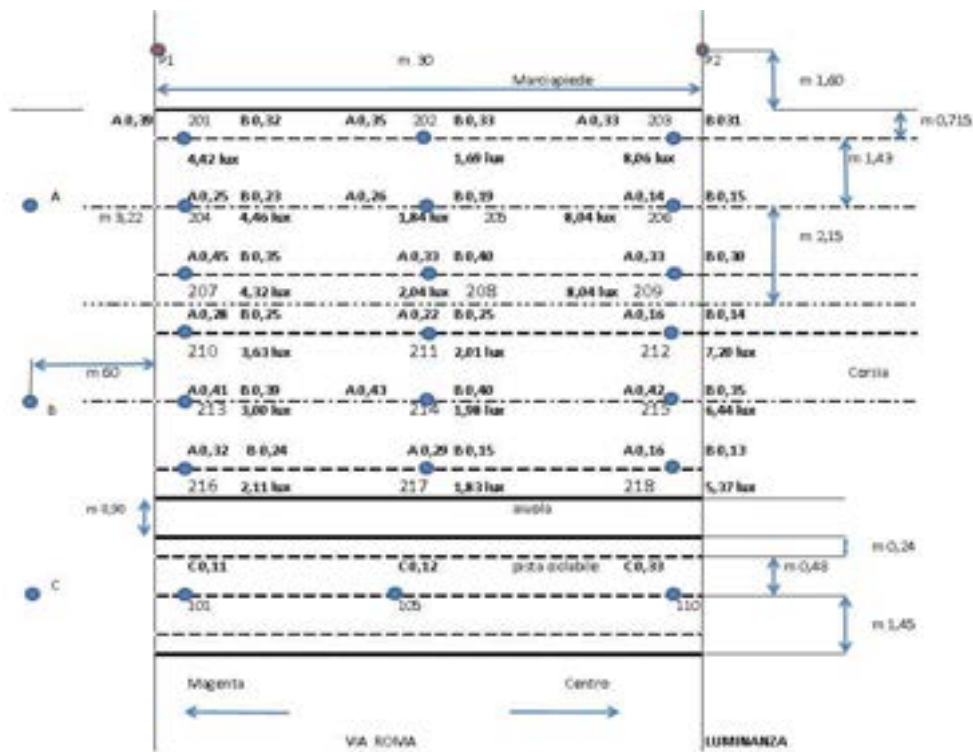 P1 m 30 P2
Marciapiede m 1,60
A 0,39 201 B 0,32 A 0,35 202 B 0,33 A 0,33 203 B 031 m 0,715
4,42 lux 1,69 lux 8,06 lux m 1,43
A A 0,25 B 0,23 A 0,26 B 0,19 A 0,14 B 0,15
204 4,46 lux 1,84 lux 205 8,04 lux 206
m 2,15
A 0,45 B 0,35 A 0,33 B 0,40 A 0,33 B 0,30
207 4,32 lux 2,04 lux 208 8,04 lux 209
A 0,28 B 0,25 A 0,22 B 0,25 A 0,16 B 0,14
210 3,63 lux 211 2,01 lux 212 7,20 lux
m 60 Corsia
B A 0,41 B 0,39 A 0,43 B 0,40 A 0,42 B 0,35
213 3,00 lux 214 1,98 lux 215 6,44 lux
A 0,32 B 0,24 A 0,29 B 0,15 A 0,16 B 0,13
216 2,11 lux 217 1,83 lux 218 5,37 lux
m 0,90 aiuola
m 0,24
C 0,11 C 0,12 pista ciclabile C 0,33 m 0,48
C 101 105 110
m 1,45
Magenta Centro
VIA ROMA LUMINANZA